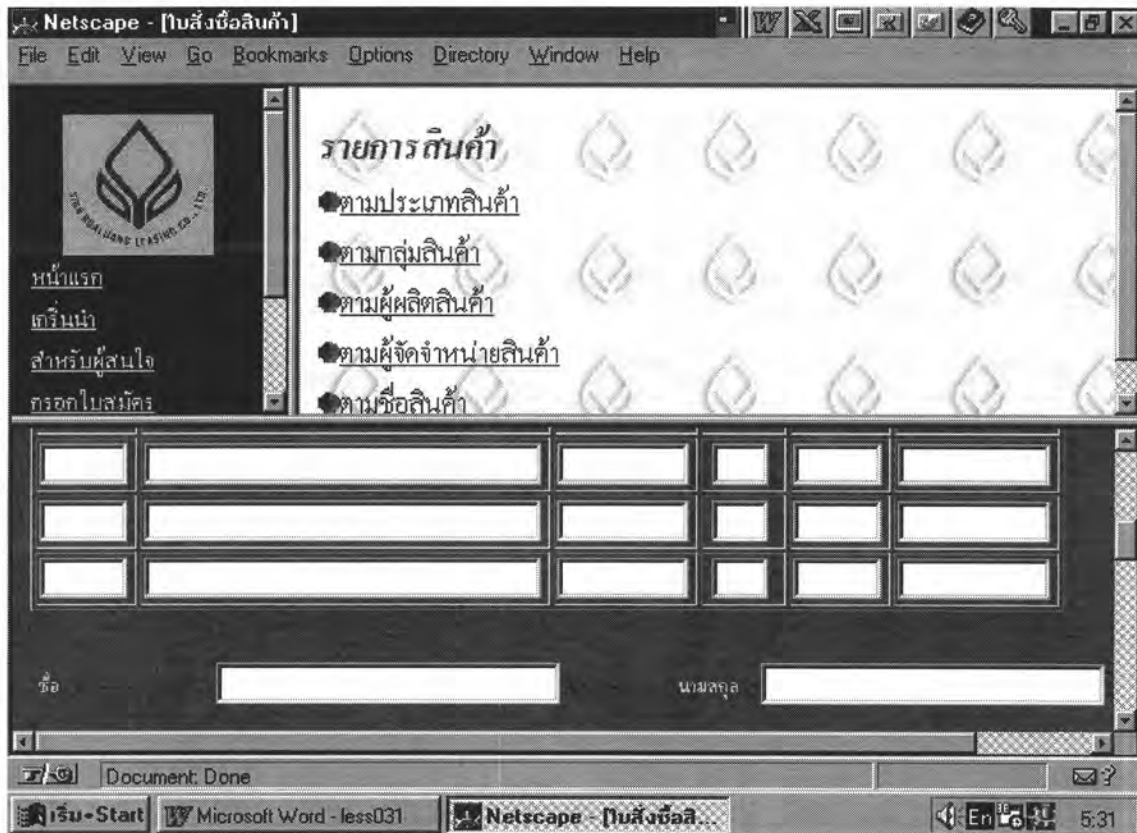 Netscape - [ใบสั่งซื้อสินค้า]
File Edit View Go Bookmarks Options Directory Window Help
LEASING CO., LTD.
หน้าแรก
เกริ่นนำ
สำหรับผู้สนใจ
กรอกใบสมัคร
รายการสินค้า
ตามประเภทสินค้า
ตามกลุ่มสินค้า
ตามผู้ผลิตสินค้า
ตามผู้จัดจำหน่ายสินค้า
ตามชื่อสินค้า
ชื่อ นามสกุล
Document: Done
เริ่ม-Start Microsoft Word - less031 Netscape - [ใบสั่งซื้อสิ... En 5:31